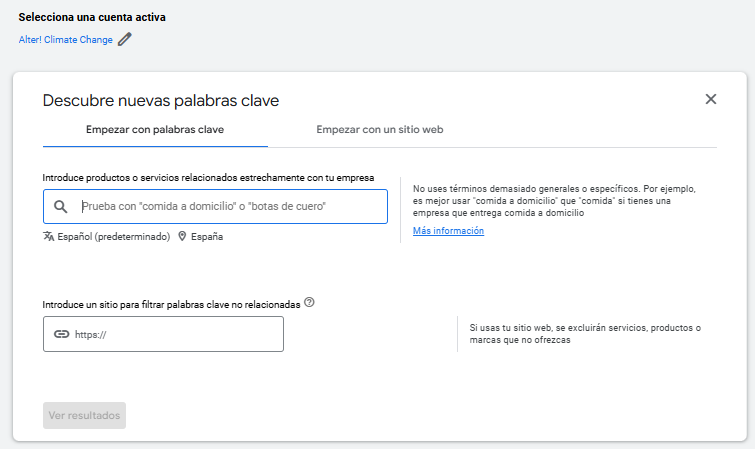 Selecciona una cuenta activa
Alter! Climate Change
Descubre nuevas palabras clave
Empezar con palabras clave
Empezar con un sitio web
Introduce productos o servicios relacionados estrechamente con tu empresa
Prueba con "comida a domicilio" o "botas de cuero"
Español (predeterminado)
España
No uses términos demasiado generales o específicos. Por ejemplo,
es mejor usar "comida a domicilio" que "comida" si tienes una
empresa que entrega comida a domicilio
Más información
Introduce un sitio para filtrar palabras clave no relacionadas
https://
Si usas tu sitio web, se excluirán servicios, productos o
marcas que no ofrezcas
Ver resultados